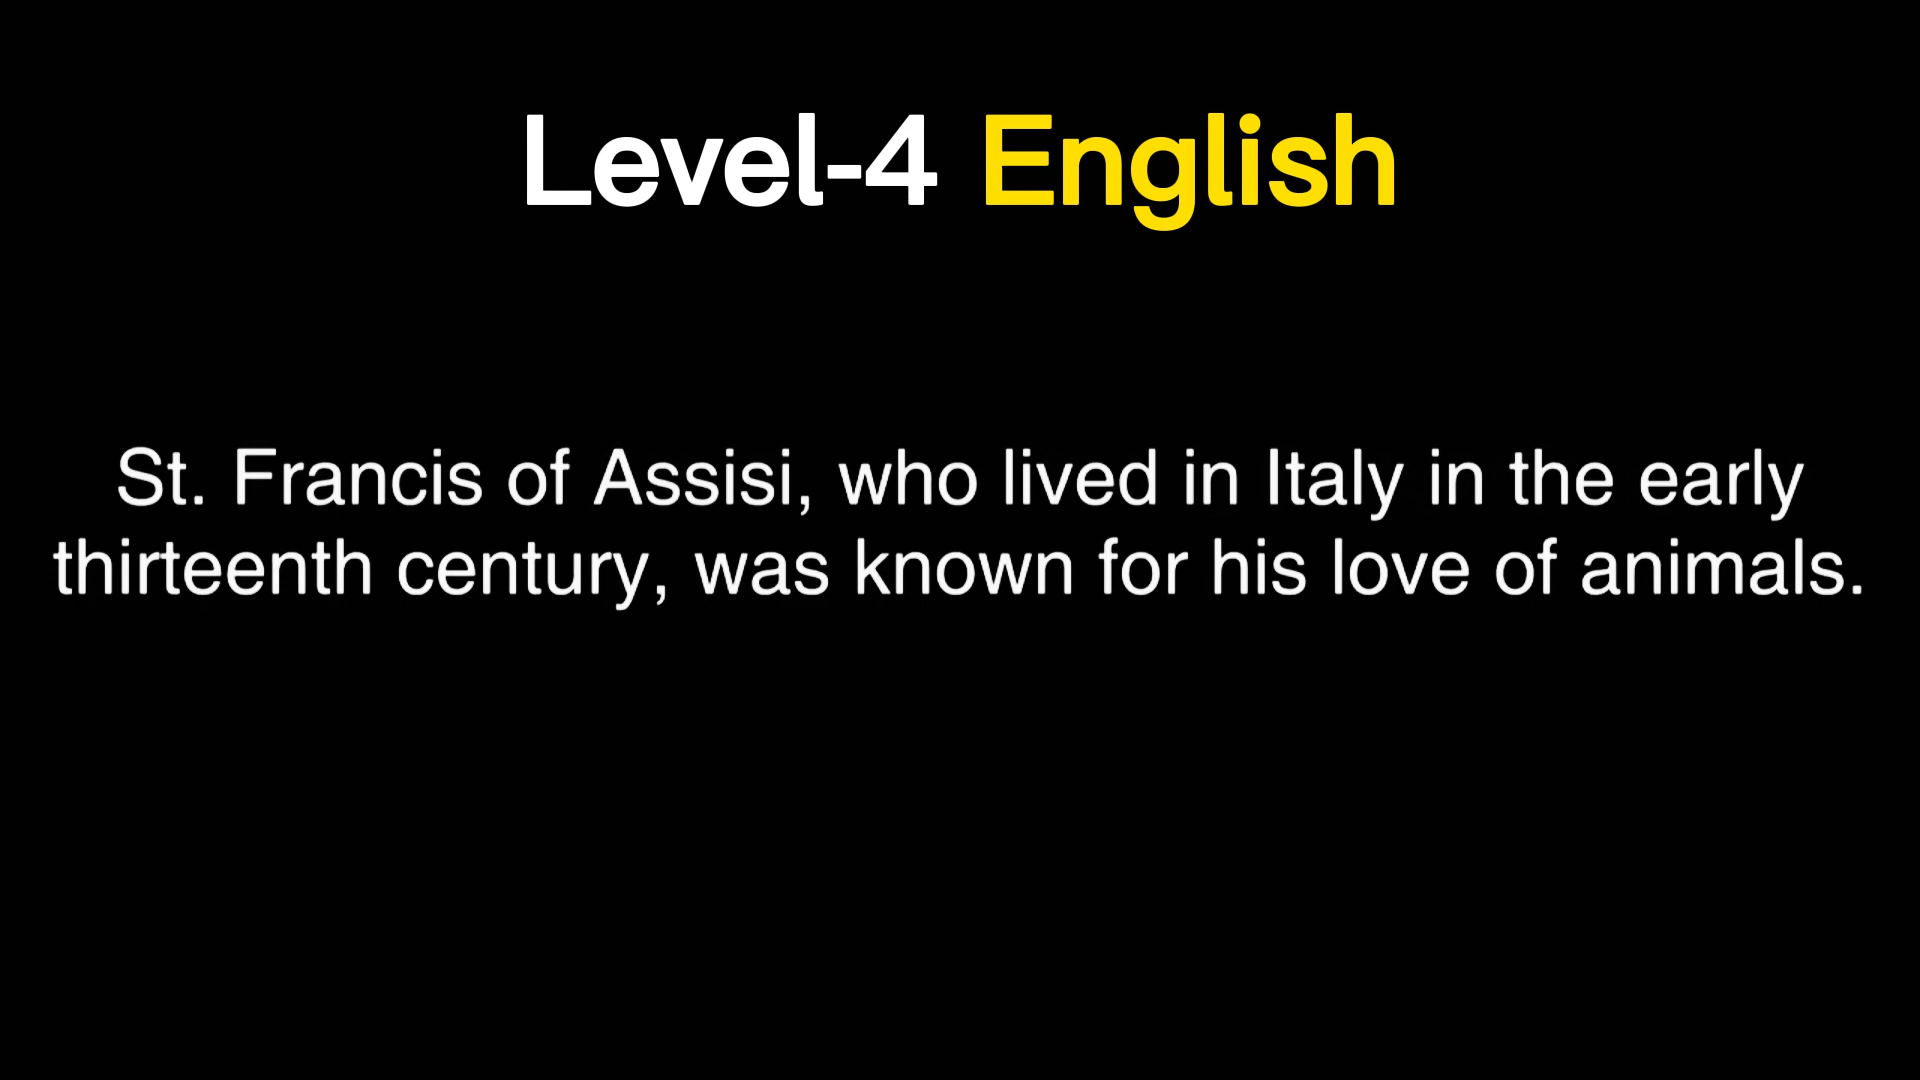 Level-4 English
St. Francis of Assisi, who lived in Italy in the early
thirteenth century, was known for his love of animals.